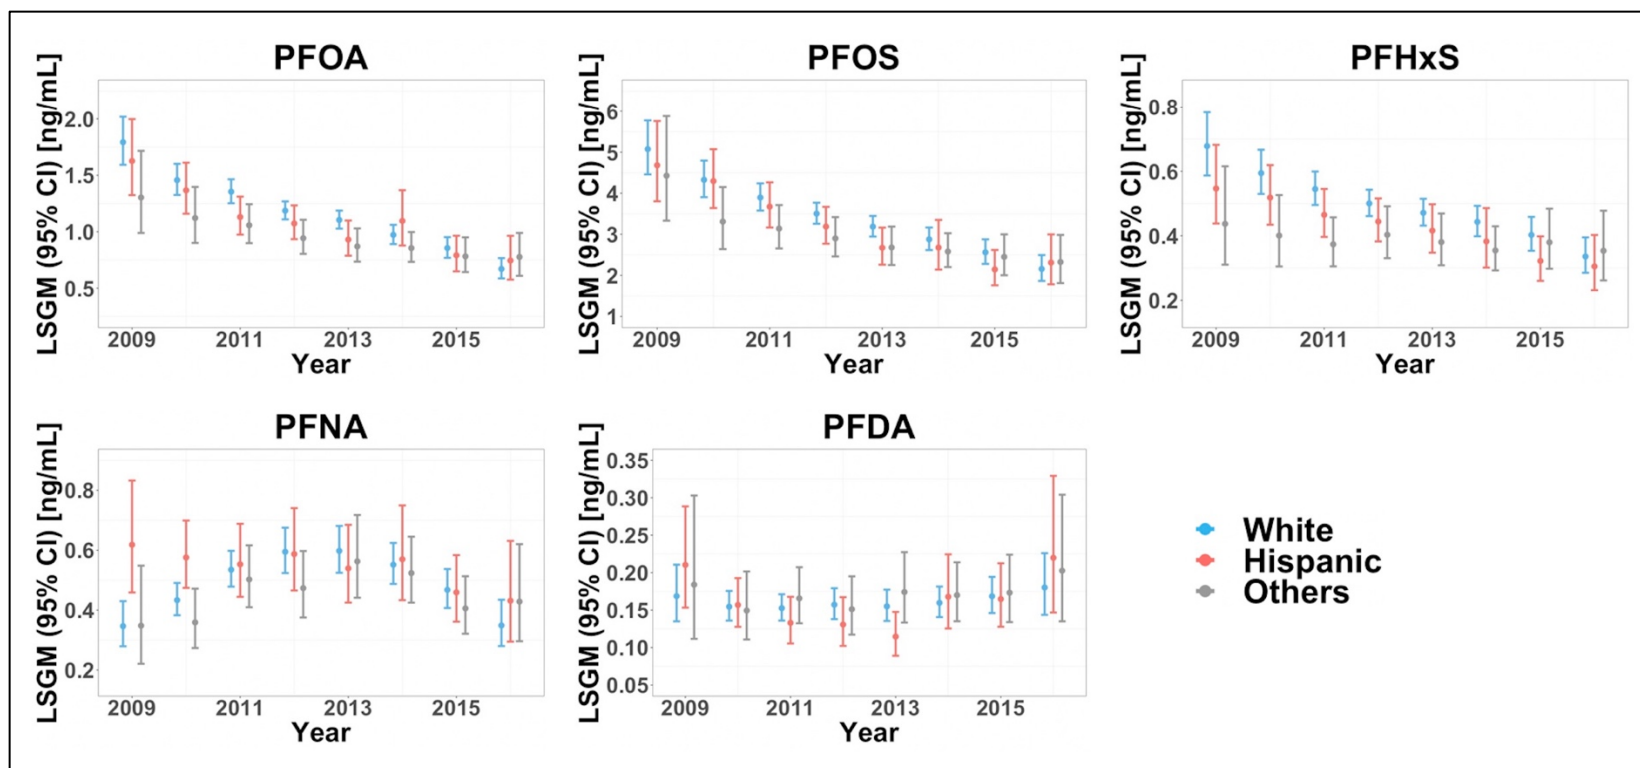 PFOA
LSGM (95% CI) [ng/mL]
2.0
1.5
1.0
0.5
2009 2011 2013 2015
Year
PFOS
LSGM (95% CI) [ng/mL]
6
5
4
3
2
1
2009 2011 2013 2015
Year
PFHxS
LSGM (95% CI) [ng/mL]
0.8
0.6
0.4
0.2
2009 2011 2013 2015
Year
PFNA
LSGM (95% CI) [ng/mL]
0.8
0.6
0.4
0.2
2009 2011 2013 2015
Year
PFDA
LSGM (95% CI) [ng/mL]
0.35
0.30
0.25
0.20
0.15
0.10
0.05
2009 2011 2013 2015
Year
White
Hispanic
Others